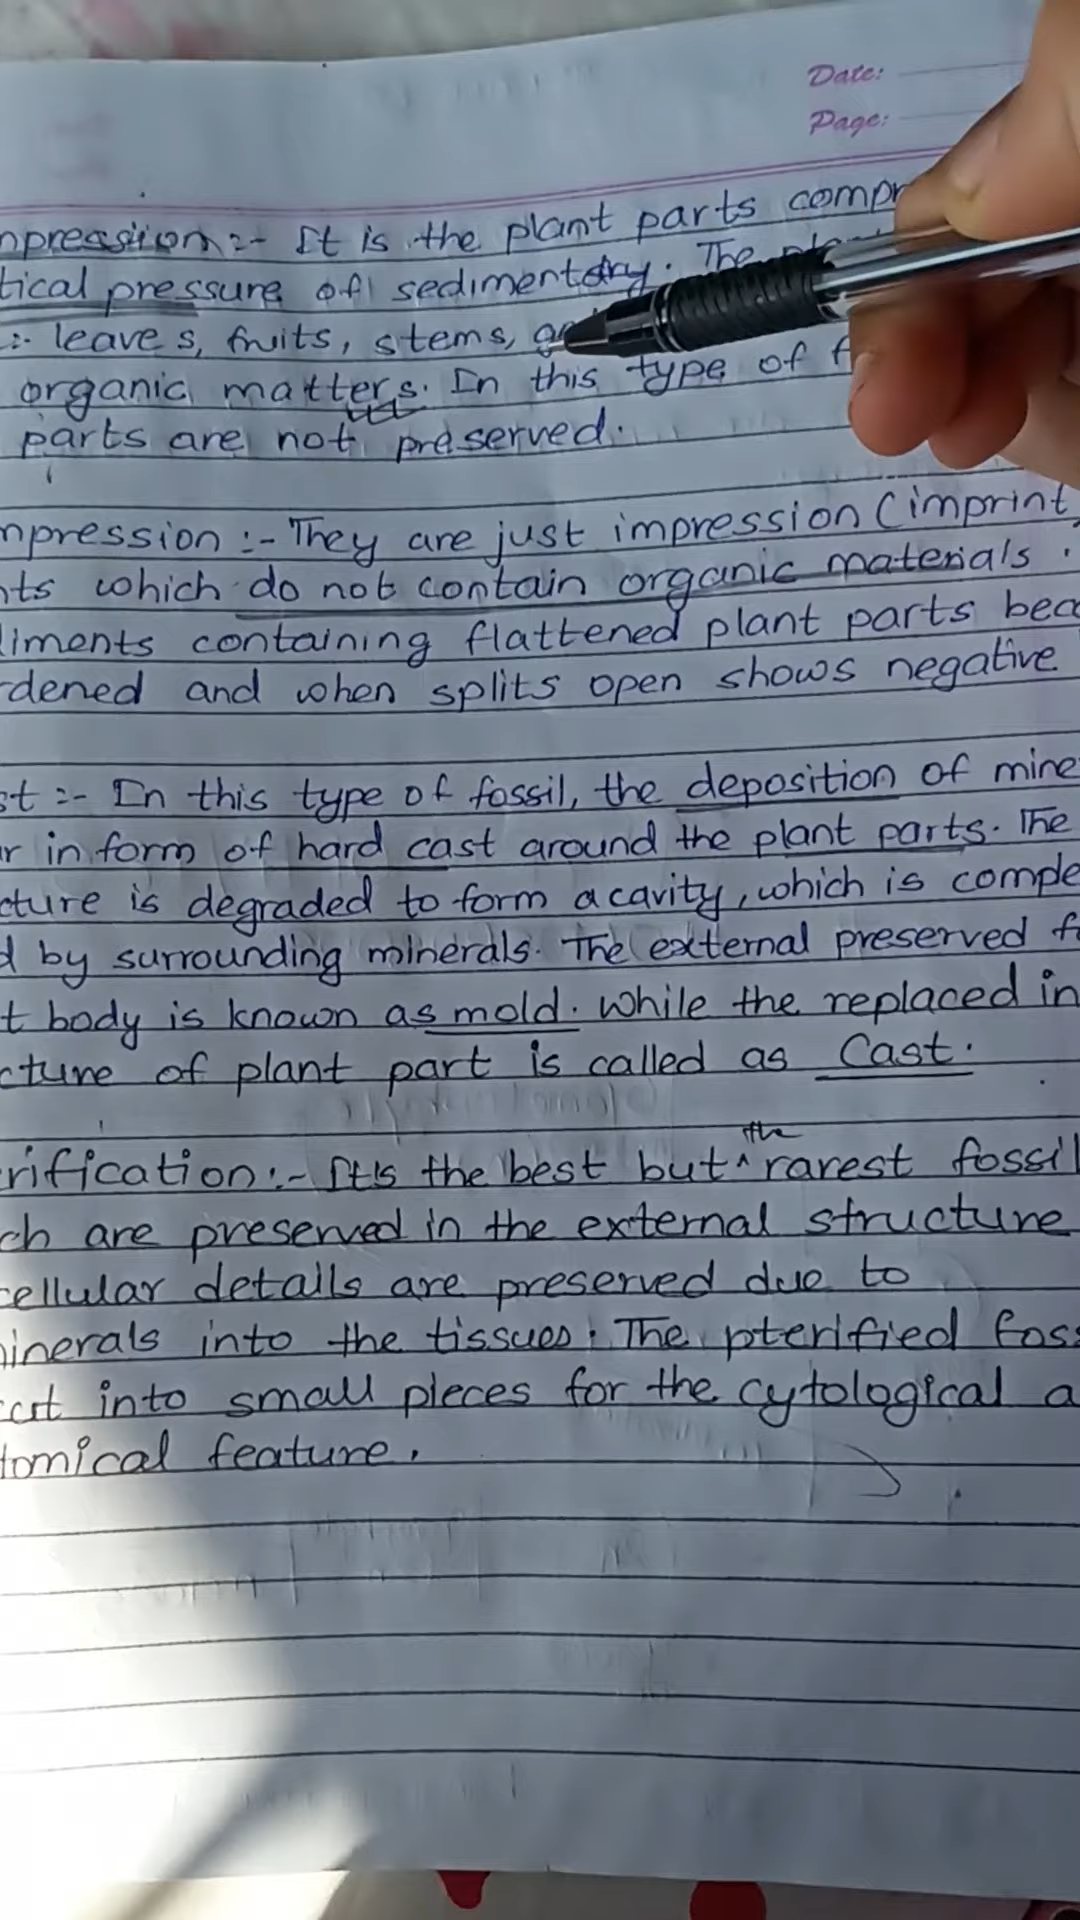 Date:
Page:
npression :- It is the plant parts compr
tical pressure of sedimentary. The
:- leaves, fruits, stems,
organic matters. In this type of f
parts are not preserved.
npression :- They are just impression (imprint
nts which do not contain organic materials.
diments containing flattened plant parts beco
rdened and when splits open shows negative
st :- In this type of fossil, the deposition of mine
r in form of hard cast around the plant parts. The
cture is degraded to form a cavity, which is comple
d by surrounding minerals. The external preserved f
t body is known as mold. While the replaced in
cture of plant part is called as Cast.
rification :- It's the best but the rarest fossil
ch are preserved in the external structure
cellular details are preserved due to
minerals into the tissues. The pterified foss
cut into small pieces for the cytological a
tomical feature.